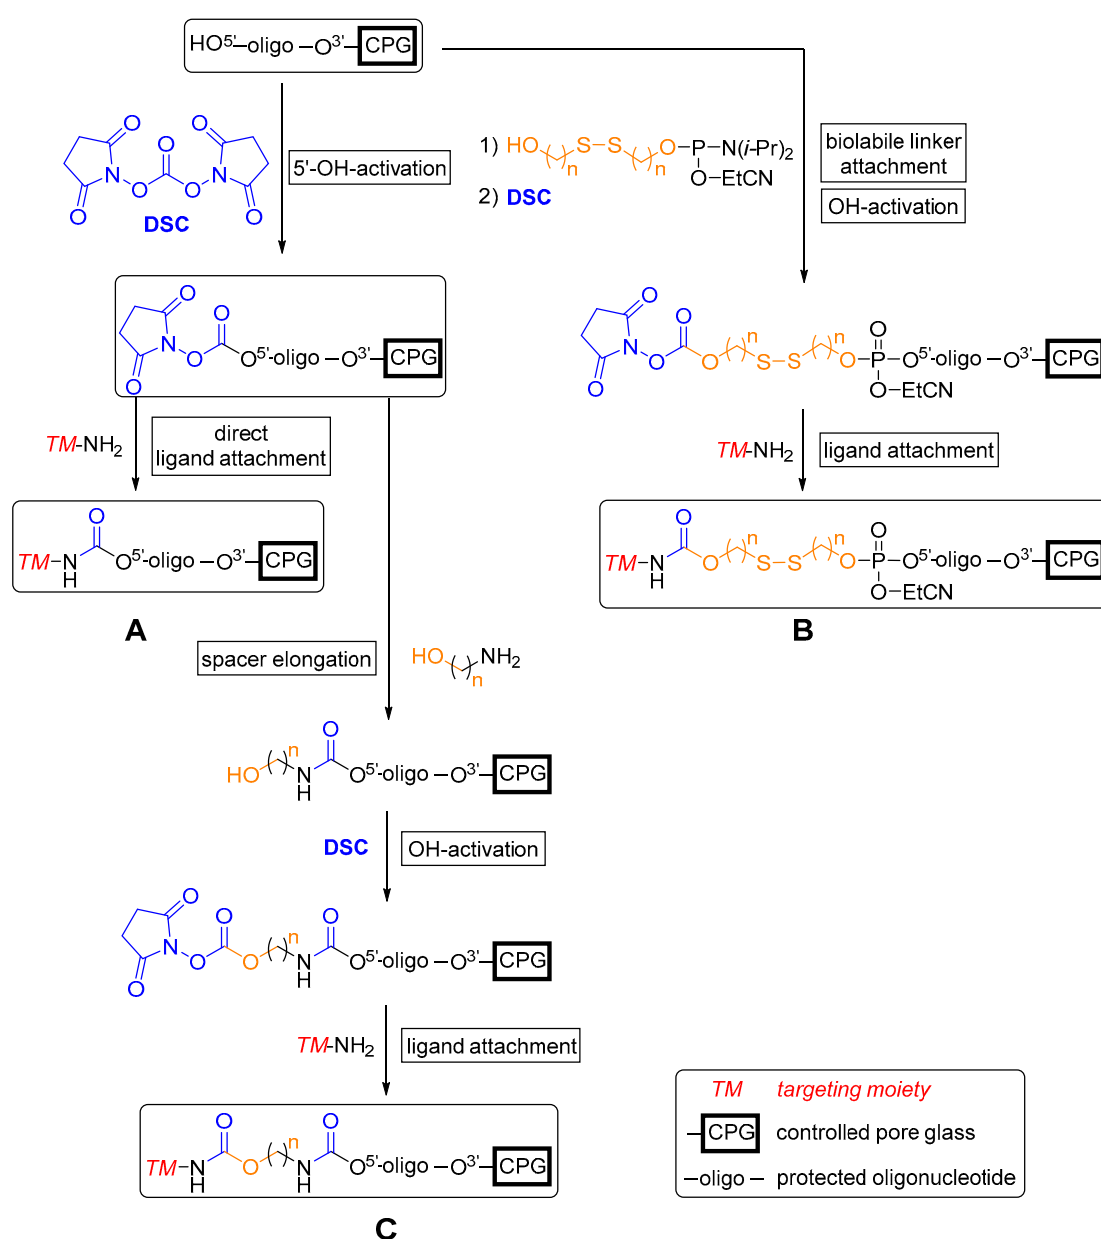 HO5'–oligo –O3'–CPG
O
O
O
N
N
O
O
O
O
DSC
5'-OH-activation
1) HO ( )n S–S ( )n O–P–N(i-Pr)2
O–EtCN
2) DSC
biolabile linker
attachment
OH-activation
O
O
N
O
O
O5'-oligo –O3'–CPG
O
O
O
O
N
O
O
( )n
S–S
( )n
O–P–O5'-oligo –O3'–CPG
O
O–EtCN
TM-NH2
direct
ligand attachment
TM-NH2
ligand attachment
O
TM–N
H
O5'-oligo –O3'–CPG
A
O
O
TM–N
H
O ( )n S–S ( )n O–P–O5'-oligo –O3'–CPG
O–EtCN
B
spacer elongation
HO ( )n NH2
O
HO ( )n N
H
O5'-oligo –O3'–CPG
DSC
OH-activation
O
O
O
N
O
O
( )n
N
H
O5'-oligo –O3'–CPG
O
TM-NH2
ligand attachment
O
O
TM–N
H
O ( )n N
H
O5'-oligo –O3'–CPG
C
TM targeting moiety
–CPG controlled pore glass
–oligo – protected oligonucleotide